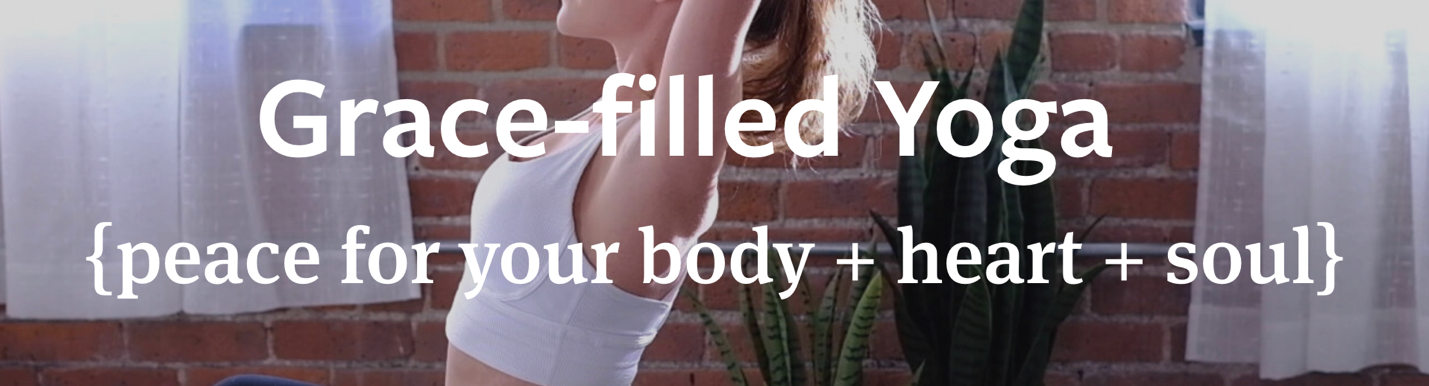 Grace-filled Yoga
{peace for your body + heart + soul}